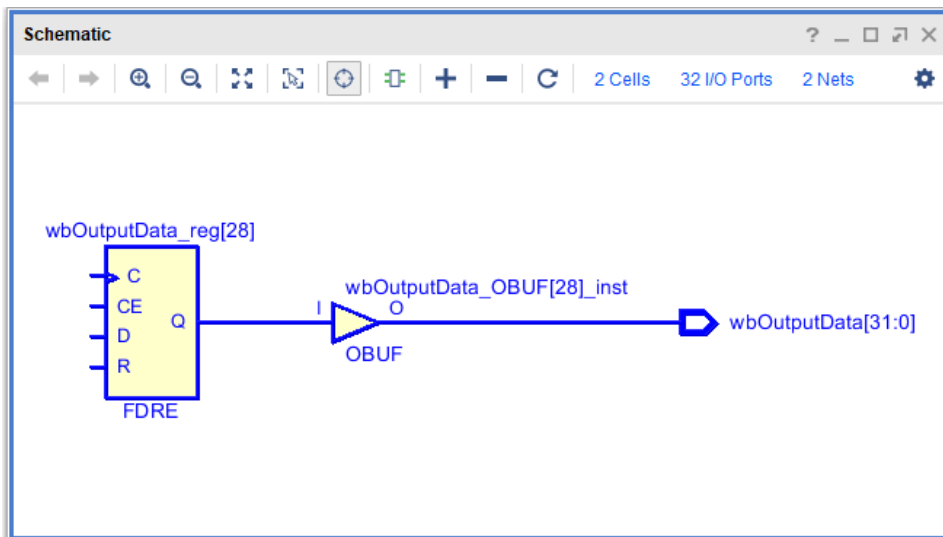 Schematic
?
2 Cells 32 I/O Ports 2 Nets
wbOutputData_reg[28]
C
CE
D
R
Q
FDRE
wbOutputData_OBUF[28]_inst
I
O
OBUF
wbOutputData[31:0]